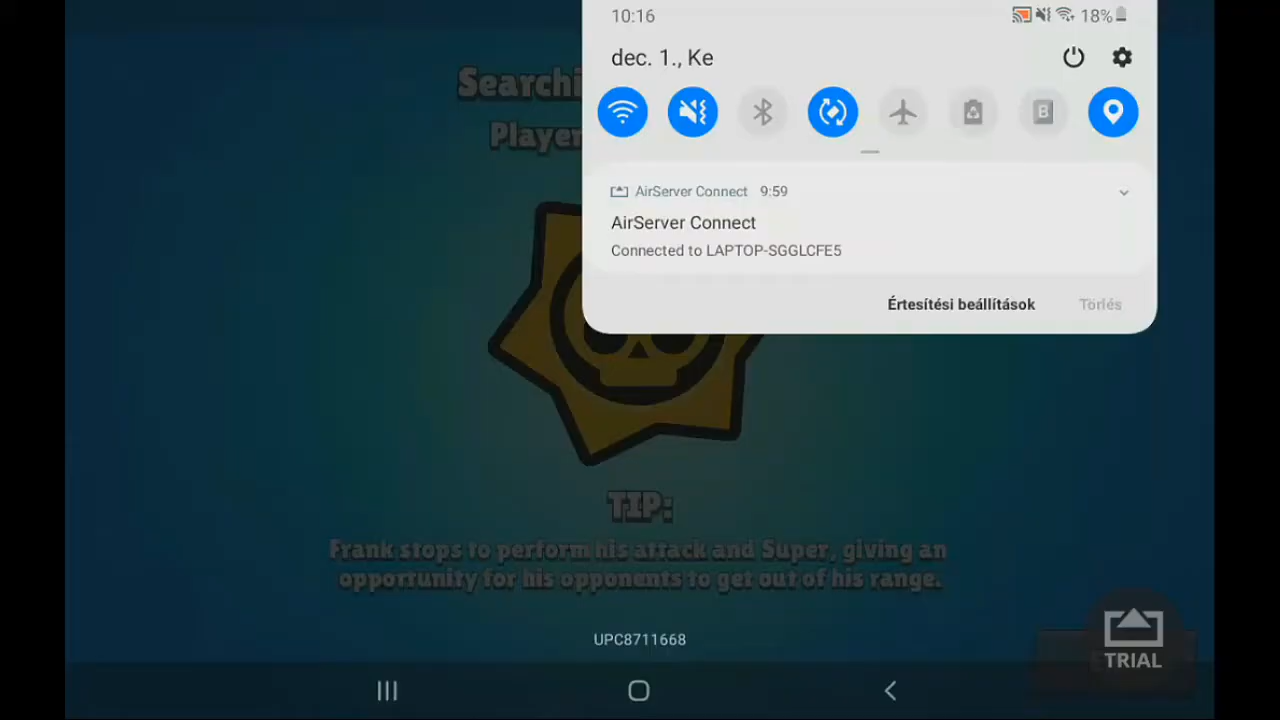 10:16
18%
dec. 1., Ke
Searchi
Player
AirServer Connect 9:59
AirServer Connect
Connected to LAPTOP-SGGLCFE5
Értesítési beállítások Törlés
TIP:
Frank stops to perform his attack and Super, giving an
opportunity for his opponents to get out of his range.
UPC8711668
TRIAL